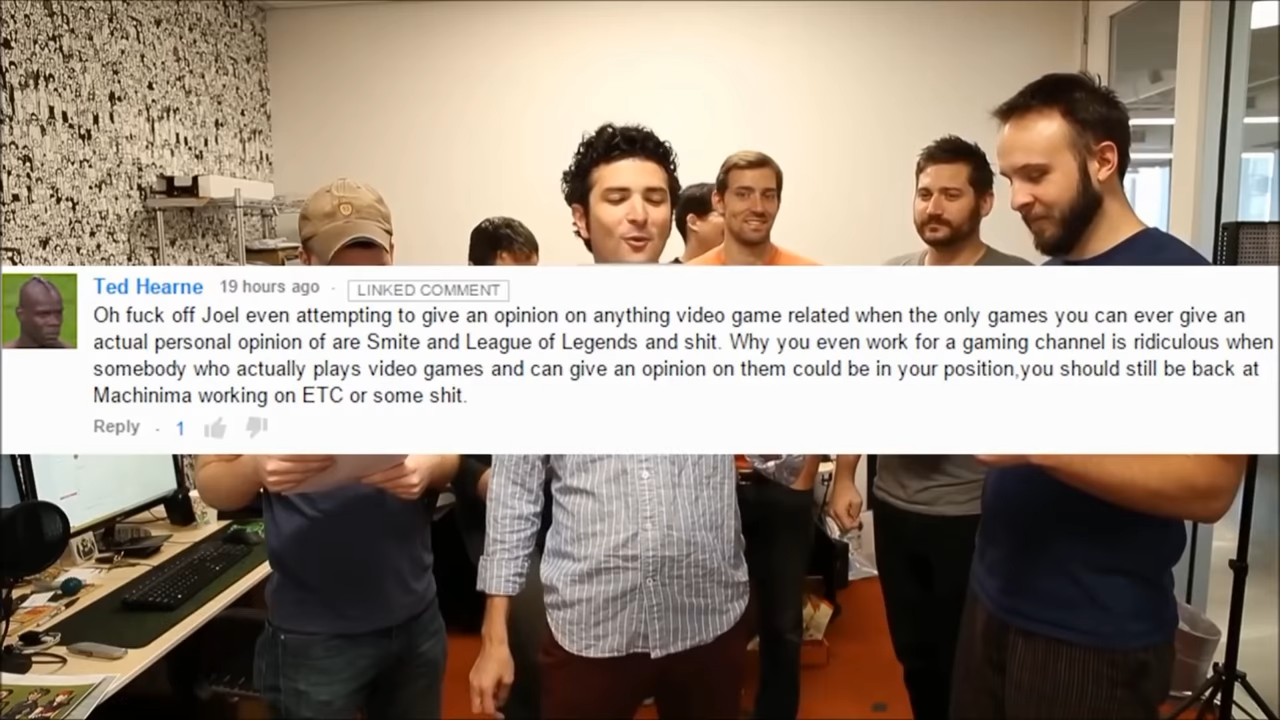 Ted Hearne 19 hours ago · LINKED COMMENT
Oh fuck off Joel even attempting to give an opinion on anything video game related when the only games you can ever give an
actual personal opinion of are Smite and League of Legends and shit. Why you even work for a gaming channel is ridiculous when
somebody who actually plays video games and can give an opinion on them could be in your position,you should still be back at
Machinima working on ETC or some shit.
Reply · 1